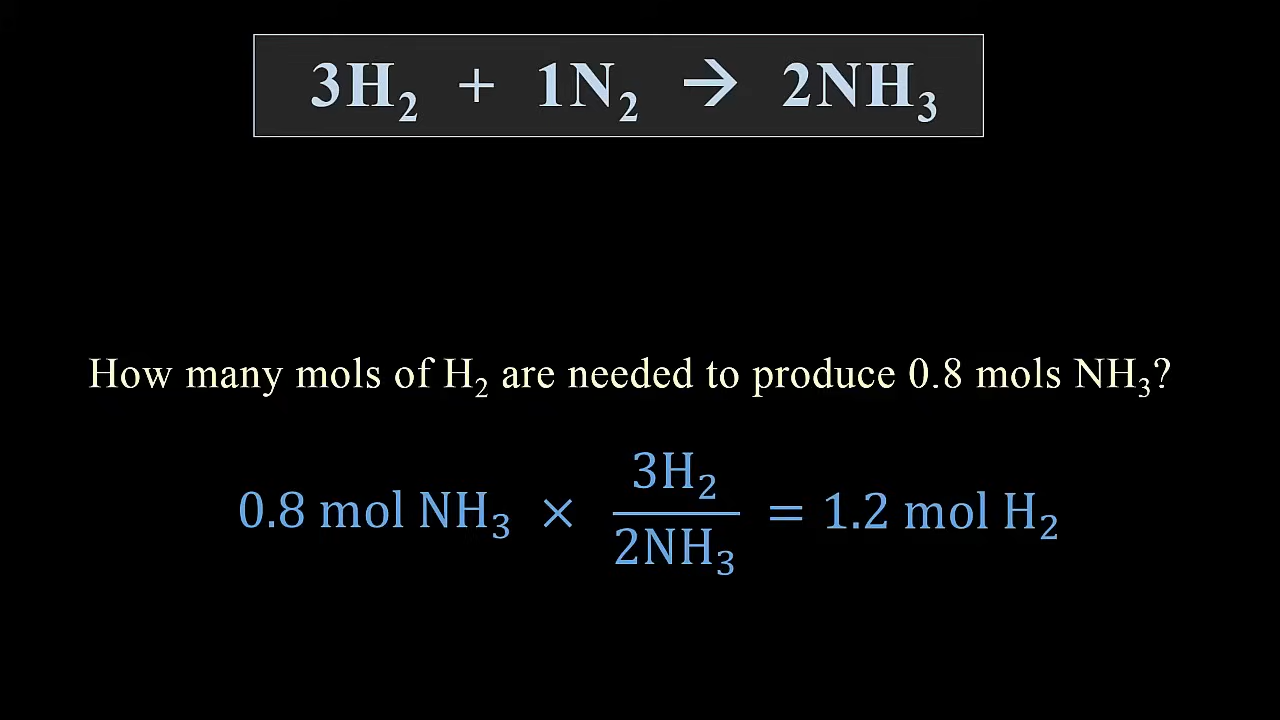 3H₂ + 1N₂ → 2NH₃
How many mols of H₂ are needed to produce 0.8 mols NH₃?
0.8 mol NH₃ × 3H₂/2NH₃ = 1.2 mol H₂